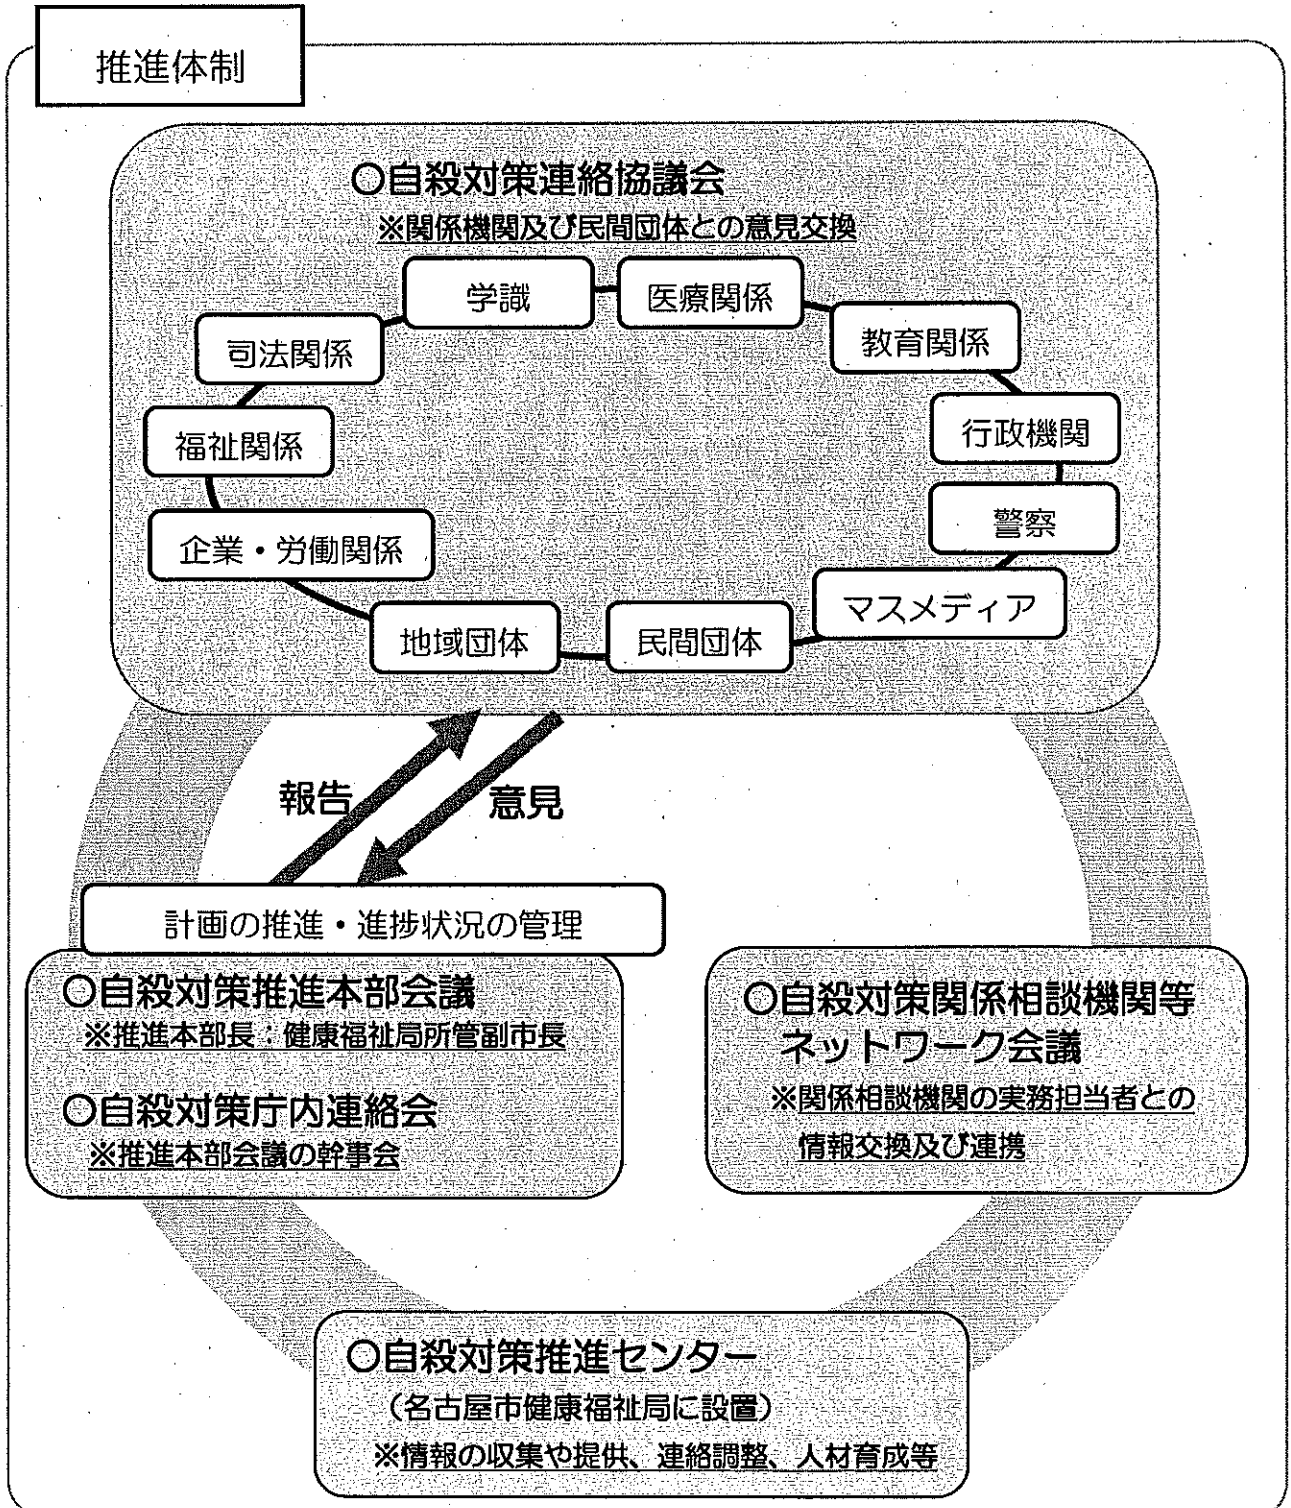 推進体制
○自殺対策連絡協議会
※関係機関及び民間団体との意見交換
学識
医療関係
司法関係
教育関係
福祉関係
行政機関
企業・労働関係
警察
マスメディア
地域団体
民間団体
報告
意見
計画の推進・進捗状況の管理
○自殺対策推進本部会議
※推進本部長:健康福祉局所管副市長
○自殺対策庁内連絡会
※推進本部会議の幹事会
○自殺対策関係相談機関等
ネットワーク会議
※関係相談機関の実務担当者との
情報交換及び連携
○自殺対策推進センター
(名古屋市健康福祉局に設置)
※情報の収集や提供、連絡調整、人材育成等